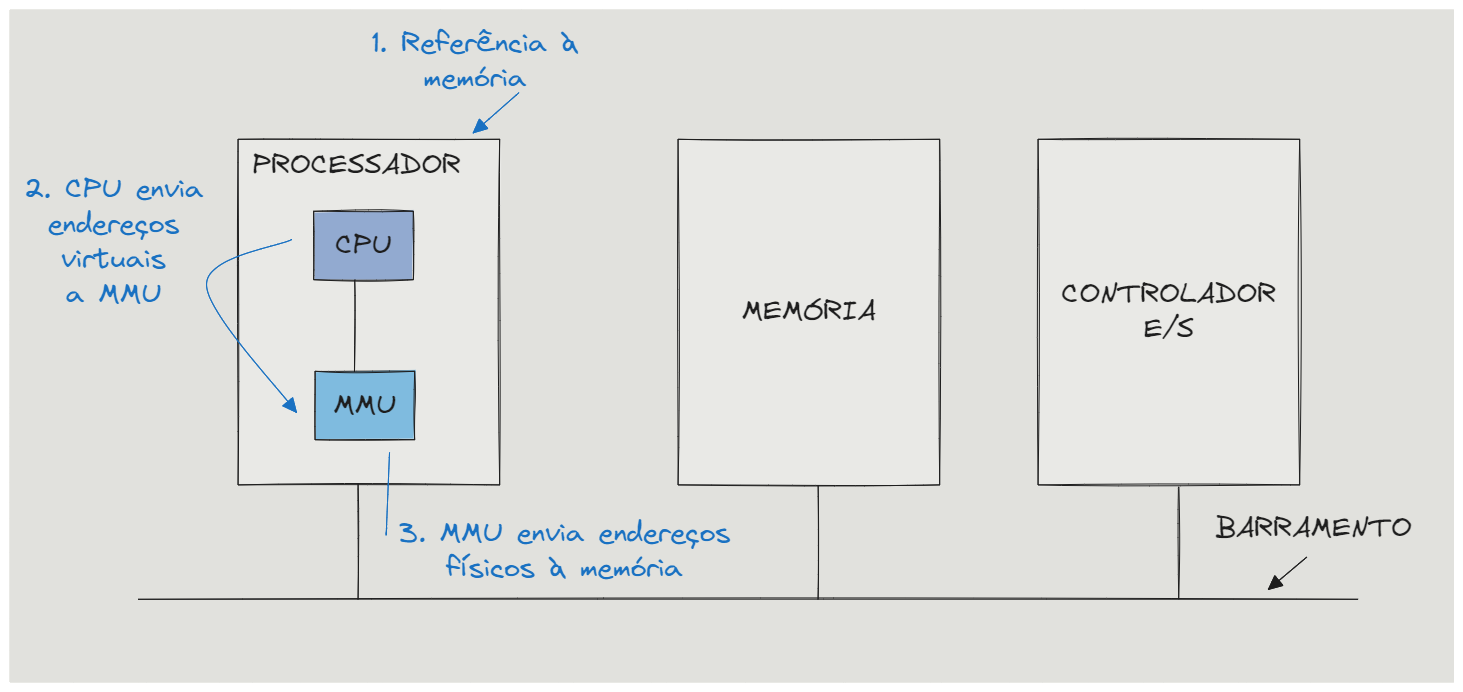 1. Referência à
memória
PROCESSADOR
2. CPU envia
endereços
virtuais
a MMU
CPU
MMU
MEMÓRIA
CONTROLADOR
E/S
3. MMU envia endereços
físicos à memória
BARRAMENTO